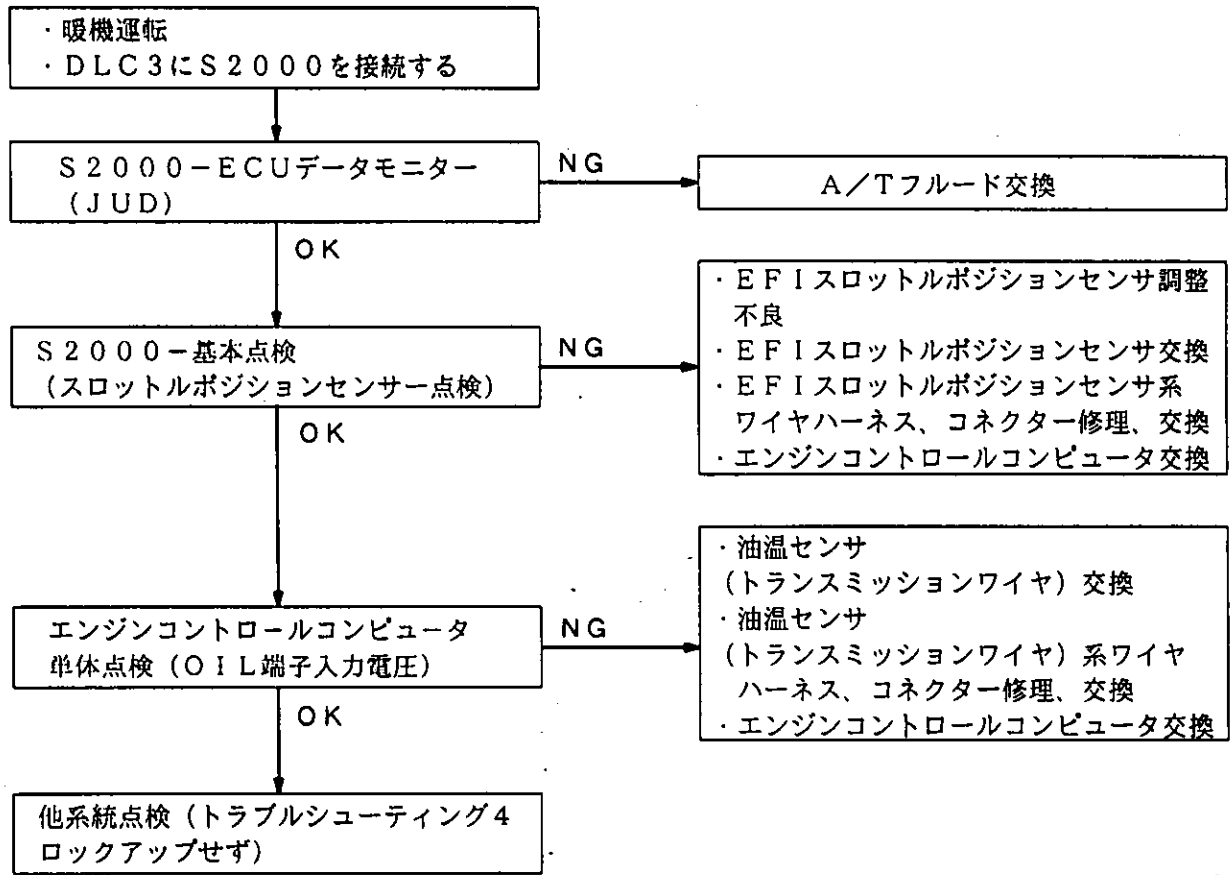 ・暖機運転
・ＤＬＣ３にＳ２０００を接続する
Ｓ２０００－ＥＣＵデータモニター
（ＪＵＤ）
ＮＧ
Ａ／Ｔフルード交換
ＯＫ
Ｓ２０００－基本点検
（スロットルポジションセンサー点検）
ＮＧ
・ＥＦＩスロットルポジションセンサ調整
不良
・ＥＦＩスロットルポジションセンサ交換
・ＥＦＩスロットルポジションセンサ系
ワイヤハーネス、コネクター修理、交換
・エンジンコントロールコンピュータ交換
ＯＫ
エンジンコントロールコンピュータ
単体点検（ＯＩＬ端子入力電圧）
ＮＧ
・油温センサ
（トランスミッションワイヤ）交換
・油温センサ
（トランスミッションワイヤ）系ワイヤ
ハーネス、コネクター修理、交換
・エンジンコントロールコンピュータ交換
ＯＫ
他系統点検（トラブルシューティング４
ロックアップせず）